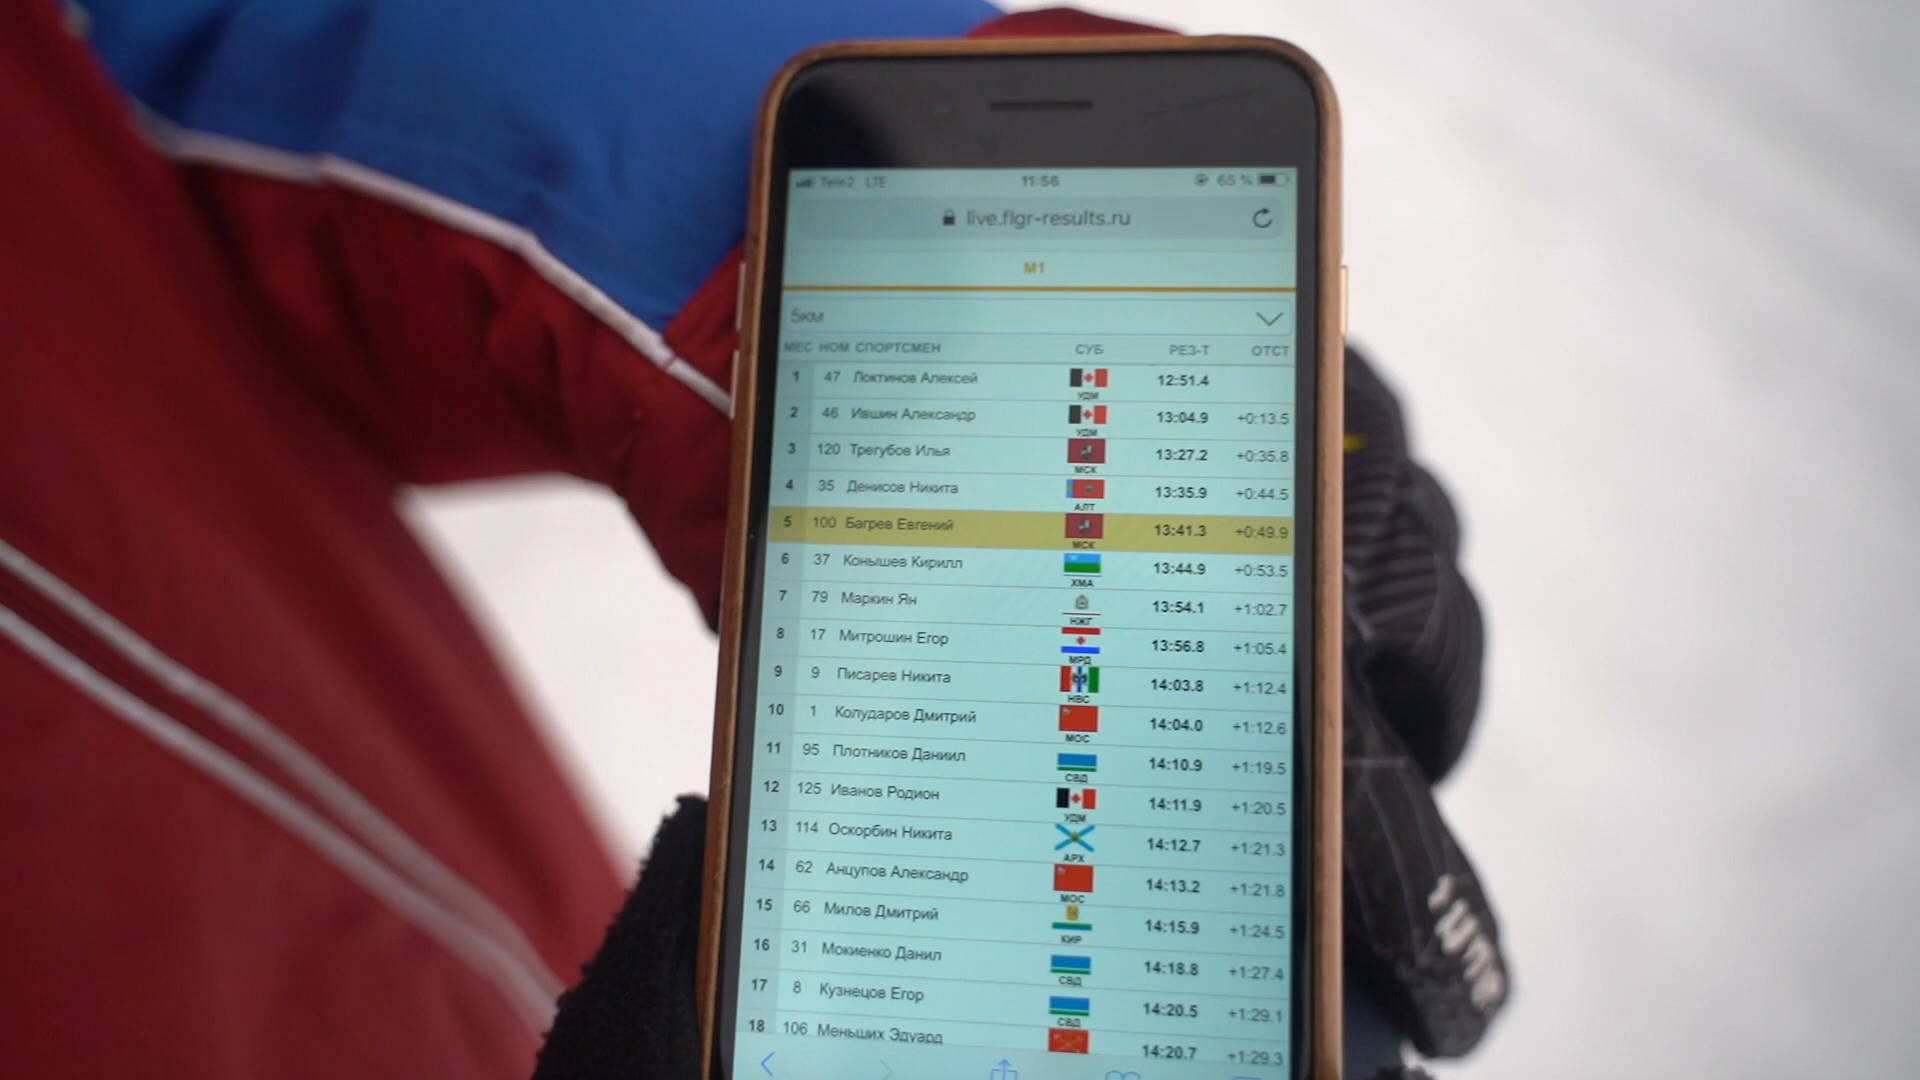 Tele2 LTE 11:56 65 %
live.flgr-results.ru
M1
5км
МЕС НОМ СПОРТСМЕН СУБ РЕЗ-Т ОТСТ
1 47 Локтинов Алексей УДМ 12:51.4
2 46 Ившин Александр УДМ 13:04.9 +0:13.5
3 120 Трегубов Илья МСК 13:27.2 +0:35.8
4 35 Денисов Никита АЛТ 13:35.9 +0:44.5
5 100 Багрев Евгений МСК 13:41.3 +0:49.9
6 37 Конышев Кирилл ХМА 13:44.9 +0:53.5
7 79 Маркин Ян НЖГ 13:54.1 +1:02.7
8 17 Митрошин Егор МРД 13:56.8 +1:05.4
9 9 Писарев Никита НВС 14:03.8 +1:12.4
10 1 Колударов Дмитрий МОС 14:04.0 +1:12.6
11 95 Плотников Даниил СВД 14:10.9 +1:19.5
12 125 Иванов Родион УДМ 14:11.9 +1:20.5
13 114 Оскорбин Никита АРХ 14:12.7 +1:21.3
14 62 Анцупов Александр МОС 14:13.2 +1:21.8
15 66 Милов Дмитрий КИР 14:15.9 +1:24.5
16 31 Мокиенко Данил СВД 14:18.8 +1:27.4
17 8 Кузнецов Егор СВД 14:20.5 +1:29.1
18 106 Меньших Эдуард 14:20.7 +1:29.3